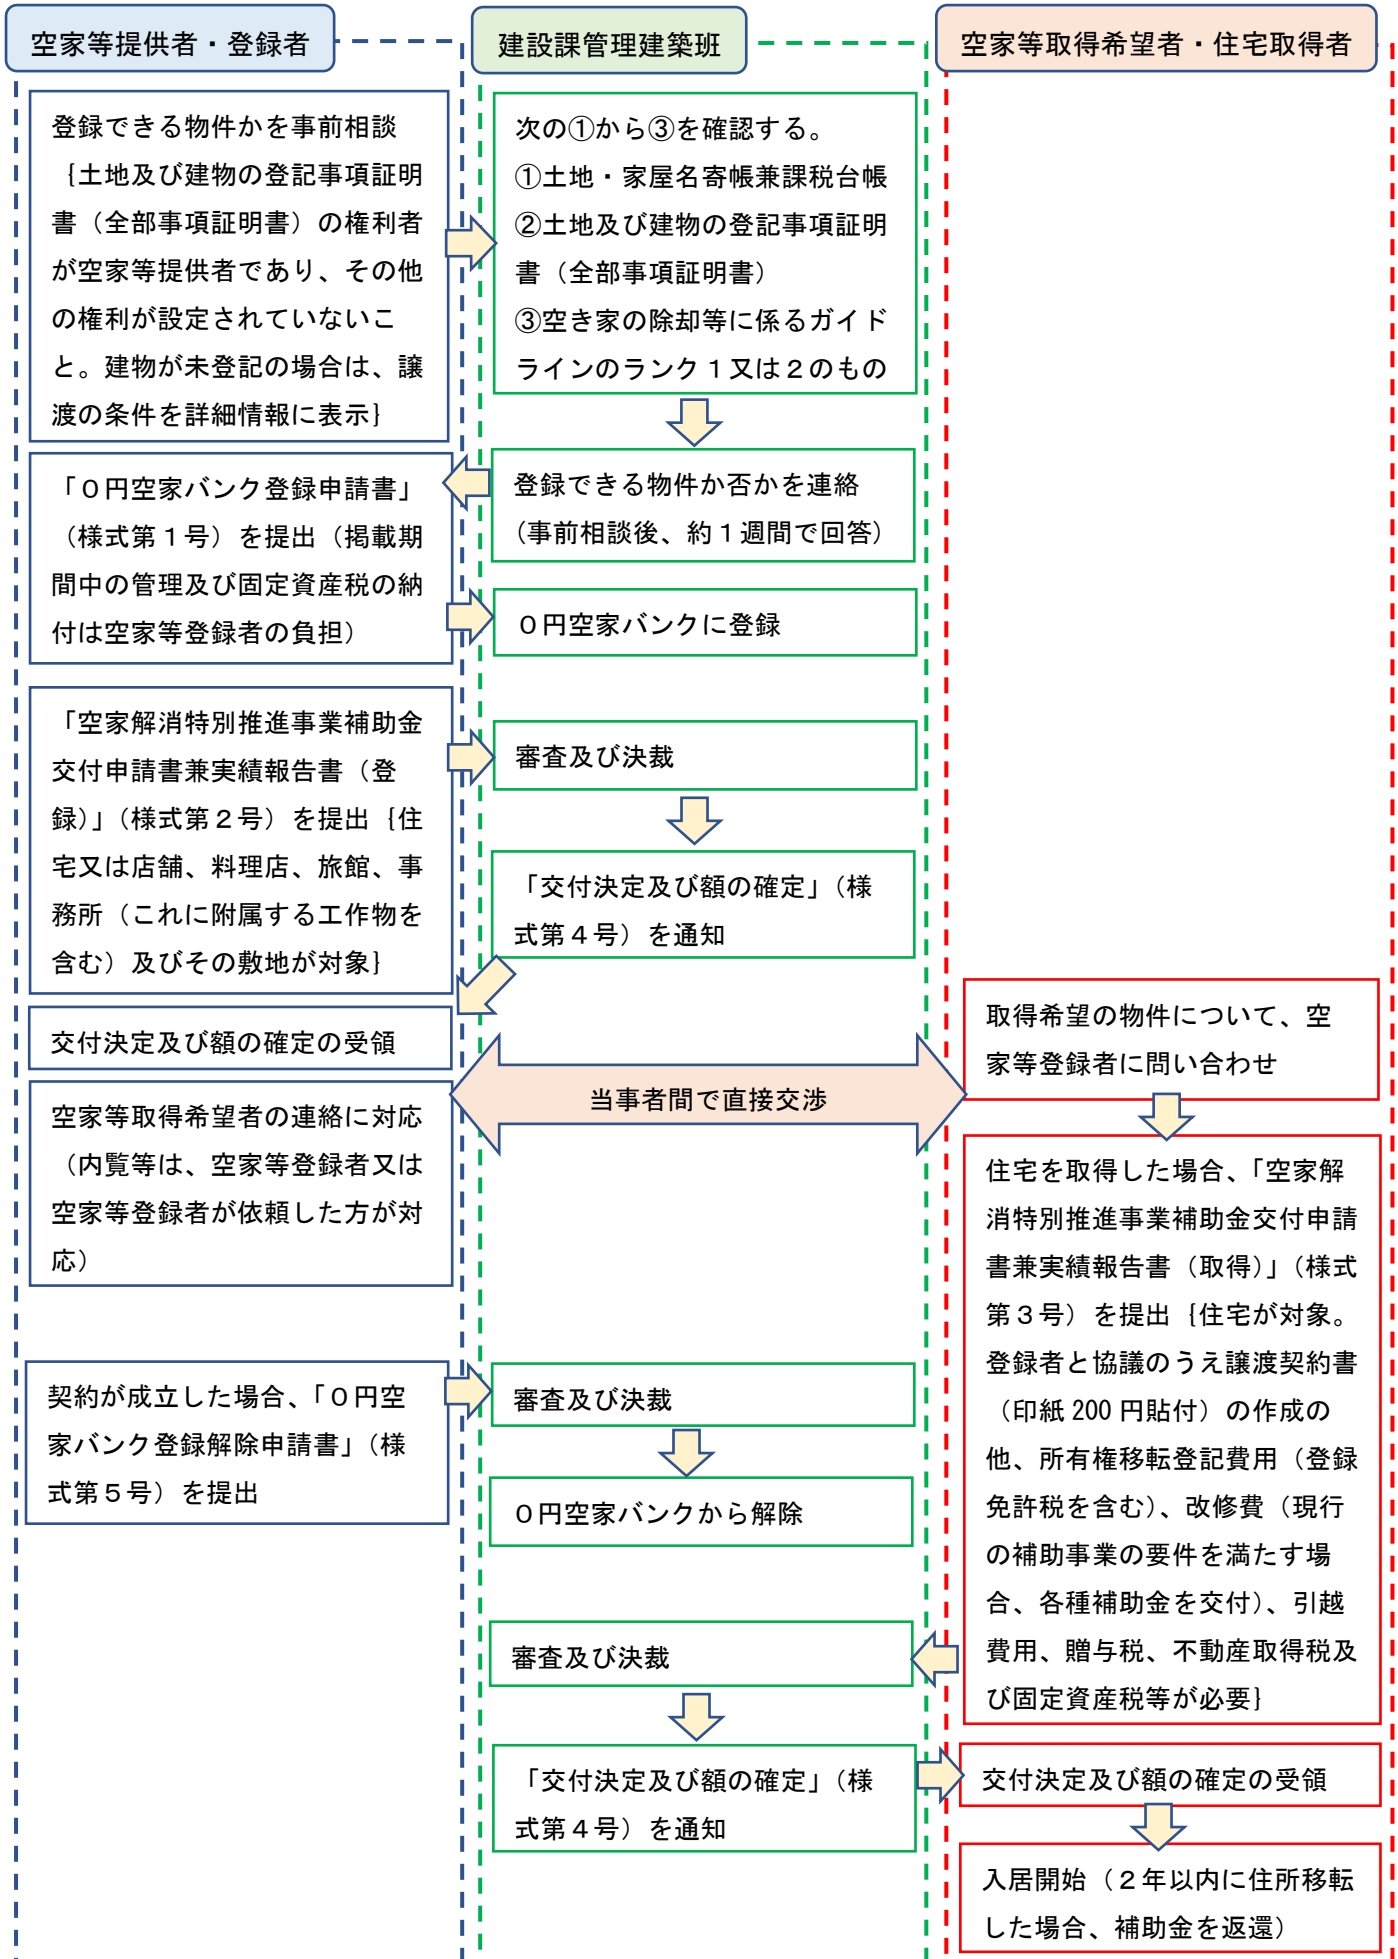 空家等提供者・登録者
建設課管理建築班
空家等取得希望者・住宅取得者
登録できる物件かを事前相談
｛土地及び建物の登記事項証明
書（全部事項証明書）の権利者
が空家等提供者であり、その他
の権利が設定されていないこ
と。建物が未登記の場合は、譲
渡の条件を詳細情報に表示｝
次の①から③を確認する。
①土地・家屋名寄帳兼課税台帳
②土地及び建物の登記事項証明
書（全部事項証明書）
③空き家の除却等に係るガイド
ラインのランク１又は２のもの
「０円空家バンク登録申請書」
（様式第１号）を提出（掲載期
間中の管理及び固定資産税の納
付は空家等登録者の負担）
登録できる物件か否かを連絡
（事前相談後、約１週間で回答）
０円空家バンクに登録
「空家解消特別推進事業補助金
交付申請書兼実績報告書（登
録）」（様式第２号）を提出｛住
宅又は店舗、料理店、旅館、事
務所（これに附属する工作物を
含む）及びその敷地が対象｝
審査及び決裁
「交付決定及び額の確定」（様
式第４号）を通知
交付決定及び額の確定の受領
取得希望の物件について、空
家等登録者に問い合わせ
当事者間で直接交渉
空家等取得希望者の連絡に対応
（内覧等は、空家等登録者又は
空家等登録者が依頼した方が対
応）
住宅を取得した場合、「空家解
消特別推進事業補助金交付申請
書兼実績報告書（取得）」（様式
第３号）を提出｛住宅が対象。
登録者と協議のうえ譲渡契約書
（印紙 200 円貼付）の作成の
他、所有権移転登記費用（登録
免許税を含む）、改修費（現行
の補助事業の要件を満たす場
合、各種補助金を交付）、引越
費用、贈与税、不動産取得税及
び固定資産税等が必要｝
契約が成立した場合、「０円空
家バンク登録解除申請書」（様
式第５号）を提出
審査及び決裁
０円空家バンクから解除
審査及び決裁
「交付決定及び額の確定」（様
式第４号）を通知
交付決定及び額の確定の受領
入居開始（２年以内に住所移転
した場合、補助金を返還）